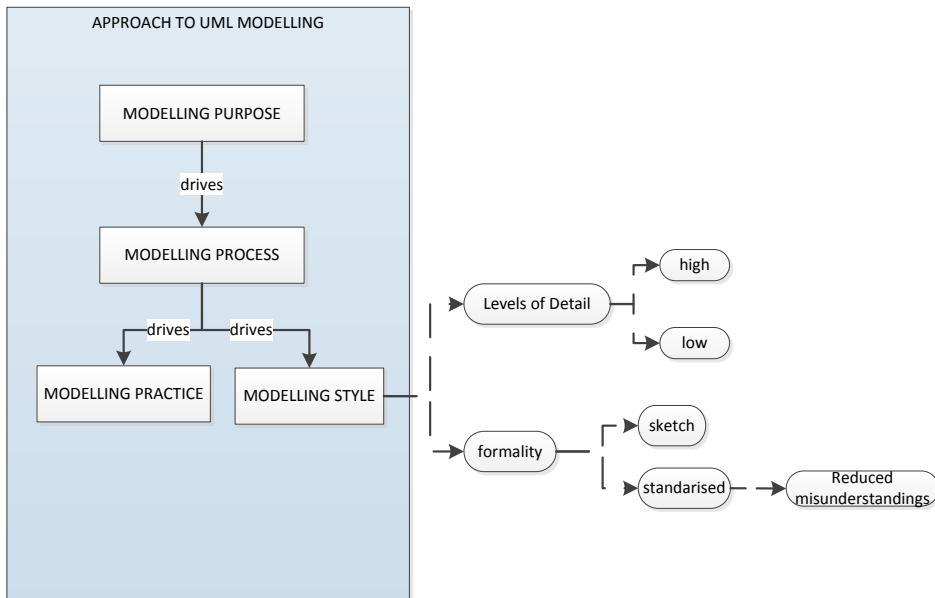 APPROACH TO UML MODELLING
MODELLING PURPOSE
drives
MODELLING PROCESS
drives
drives
MODELLING PRACTICE
MODELLING STYLE
Levels of Detail
high
low
formality
sketch
standarised
Reduced
misunderstandings